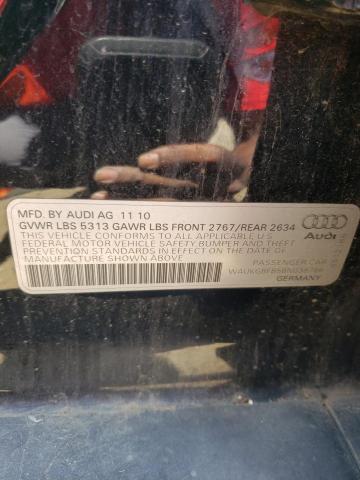 MFD. BY AUDI AG 11 10
GVWR LBS 5313 GAWR LBS FRONT 2767/REAR 2634
THIS VEHICLE CONFORMS TO ALL APPLICABLE U.S
FEDERAL MOTOR VEHICLE SAFETY BUMPER AND THEFT
PREVENTION STANDARDS IN EFFECT ON THE DATE OF
MANUFACTURE SHOWN ABOVE
Audi
PASSENGER CAR
GERMANY